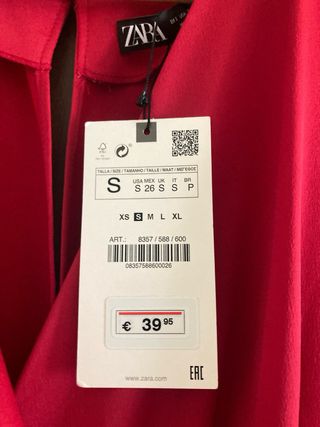 ZARA
TALLA / SIZE / TAMANHO / TAILLE / MAAT / ΜΕΓΕΘΟΣ
S
USA MEX UK IT BR
S 26 S S P
XS S M L XL
ART.: 8357 / 588 / 600
08357588600026
€ 39 95
www.zara.com
EAC